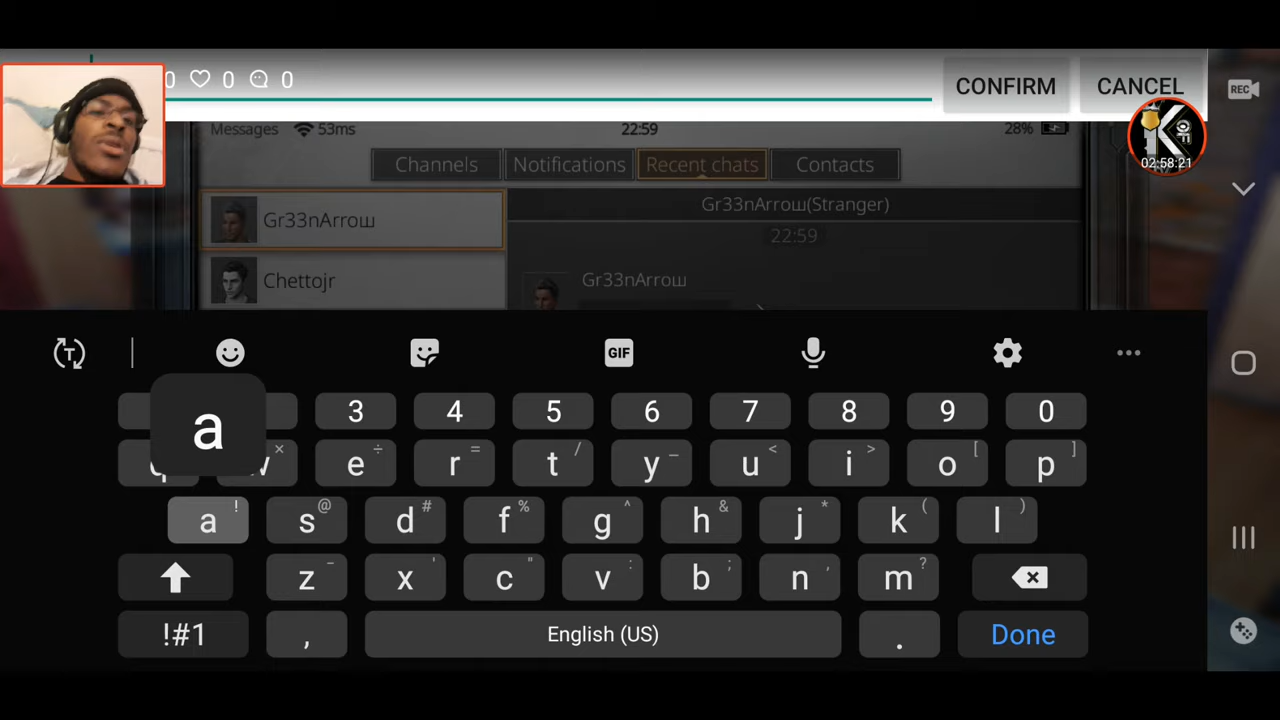 0 0 0
CONFIRM CANCEL
REC
K
02:58:21
Messages 53ms 22:59 28%
Channels Notifications Recent chats Contacts
Gr33nArroш Gr33nArroш(Stranger)
22:59
Chettojr Gr33nArroш
T GIF
a
3 4 5 6 7 8 9 0
q w × e ÷ r = t / y _ u < i > o [ p ]
a ! s @ d # f % g ^ h & j * k ( l )
z - x ' c " v : b ; n , m ?
!#1 , English (US) . Done